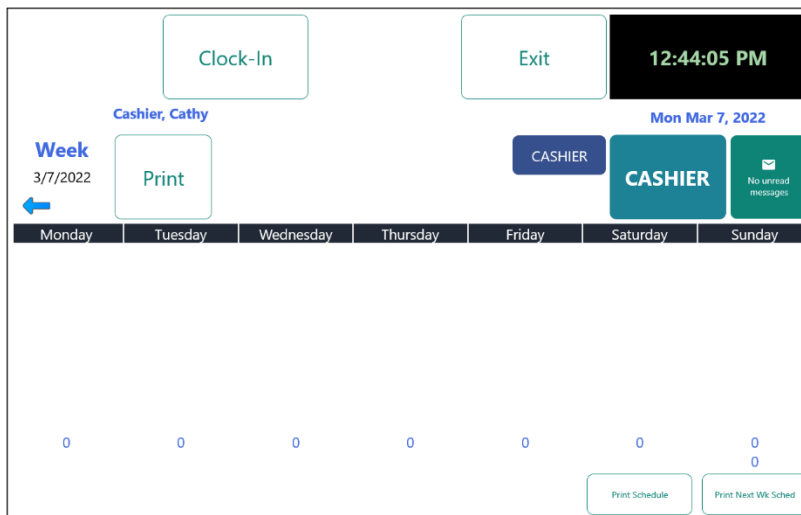 Clock-In
Exit
12:44:05 PM
Cashier, Cathy
Mon Mar 7, 2022
Week
3/7/2022
Print
CASHIER
CASHIER
No unread
messages
Monday Tuesday Wednesday Thursday Friday Saturday Sunday
0 0 0 0 0 0 0
0
Print Schedule
Print Next Wk Sched